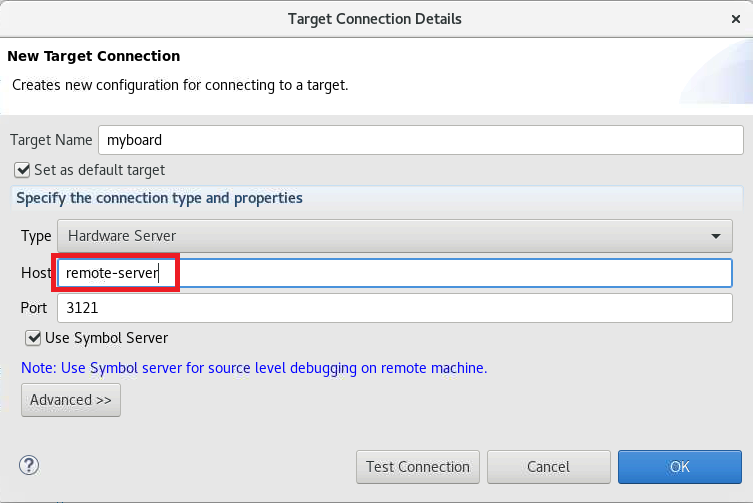 Target Connection Details
New Target Connection
Creates new configuration for connecting to a target.
Target Name myboard
Set as default target
Specify the connection type and properties
Type Hardware Server
Host remote-server
Port 3121
Use Symbol Server
Note: Use Symbol server for source level debugging on remote machine.
Advanced >>
? Test Connection Cancel OK